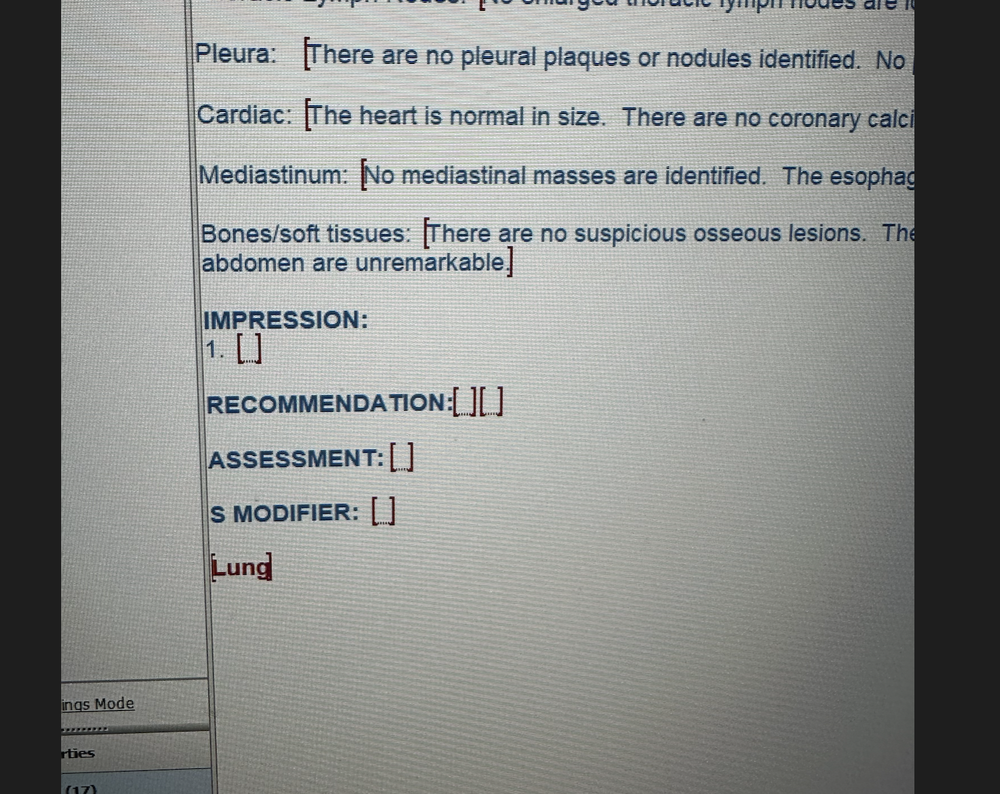 Lymph Nodes: [No enlarged thoracic lymph nodes are
Pleura: [There are no pleural plaques or nodules identified. No
Cardiac: [The heart is normal in size. There are no coronary calci
Mediastinum: [No mediastinal masses are identified. The esophag
Bones/soft tissues: [There are no suspicious osseous lesions. The
abdomen are unremarkable.]
IMPRESSION:
1. [ ]
RECOMMENDATION:[ ][ ]
ASSESSMENT: [ ]
S MODIFIER: [ ]
[Lung]
ings Mode
rties
(17)